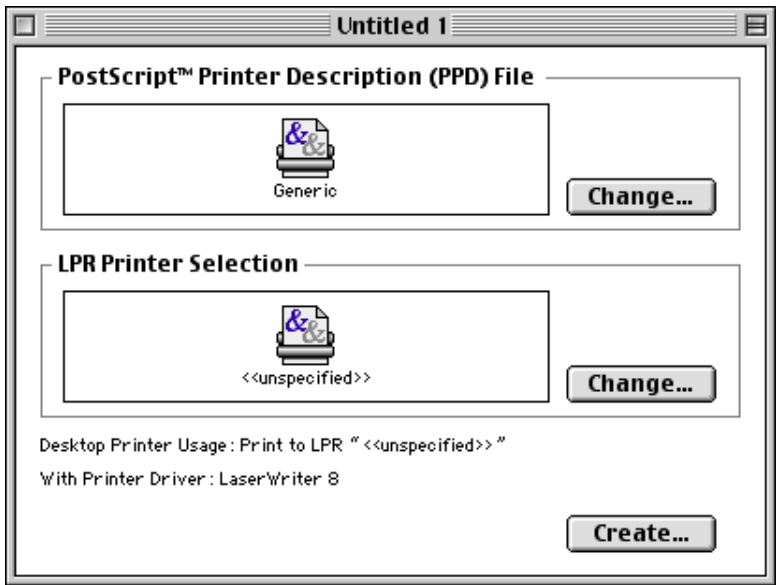 Untitled 1
PostScript™ Printer Description (PPD) File
Generic
Change...
LPR Printer Selection
<<unspecified>>
Change...
Desktop Printer Usage : Print to LPR “<<unspecified>>”
With Printer Driver : LaserWriter 8
Create...